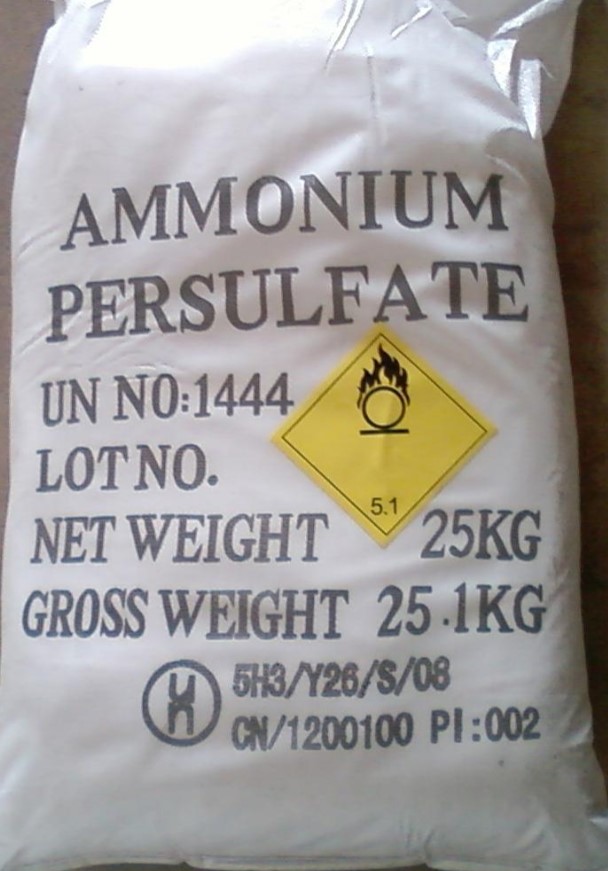 AMMONIUM
PERSULFATE
UN NO:1444
LOT NO.
5.1
NET WEIGHT 25KG
GROSS WEIGHT 25.1KG
5H3/Y26/S/08
CN/1200100 PI:002